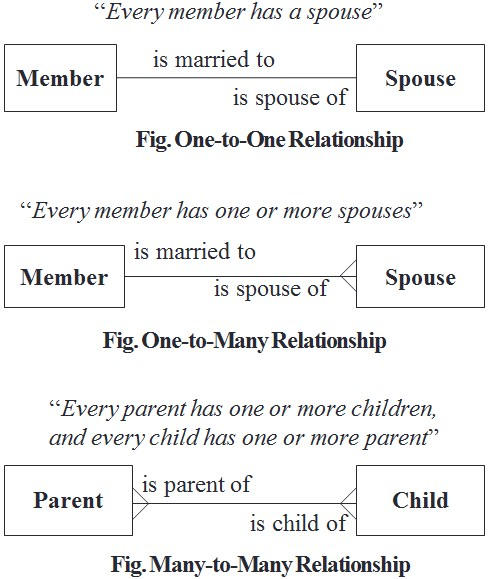 “Every member has a spouse”
is married to
Member
Spouse
is spouse of
Fig. One-to-One Relationship
“Every member has one or more spouses”
is married to
Member
Spouse
is spouse of
Fig. One-to-Many Relationship
“Every parent has one or more children,
and every child has one or more parent”
is parent of
Parent
Child
is child of
Fig. Many-to-Many Relationship